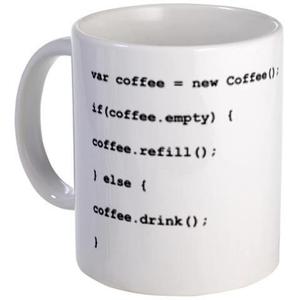 var coffee = new Coffee();
if(coffee.empty) {
coffee.refill();
} else {
coffee.drink();
}